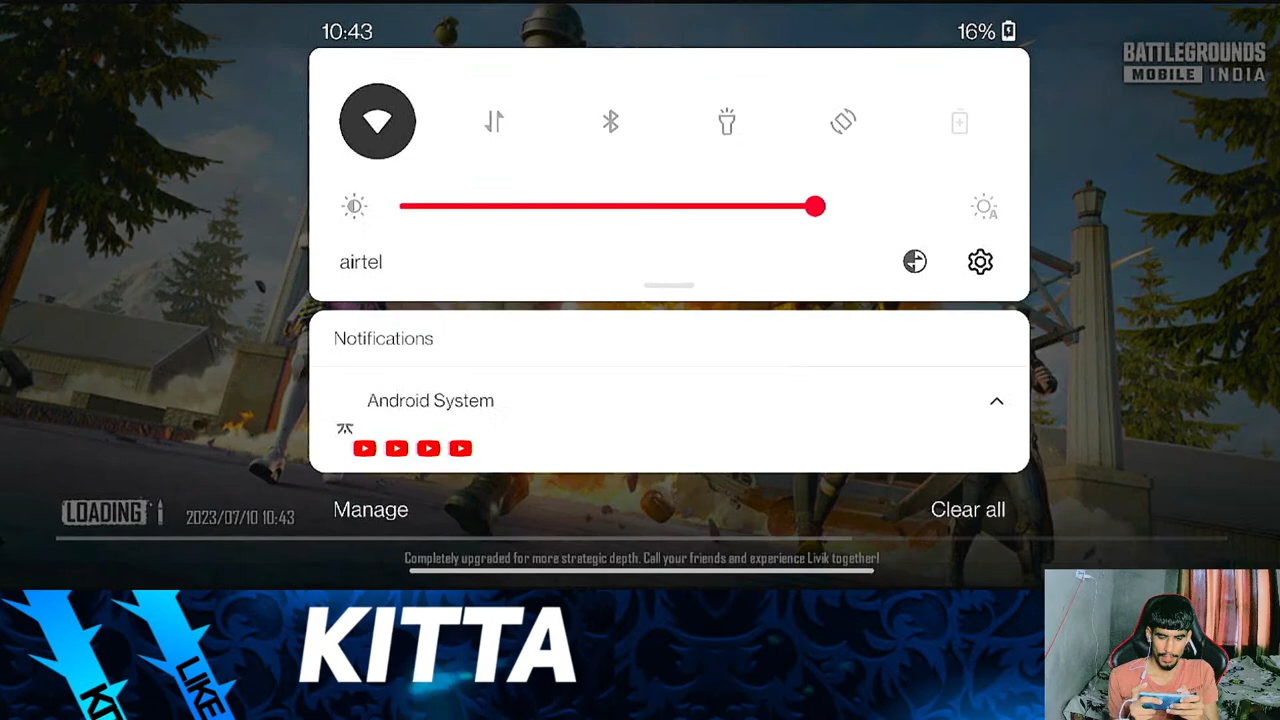 10:43
16%
BATTLEGROUNDS
MOBILE INDIA
airtel
Notifications
Android System
Manage
Clear all
LOADING
2023/07/10 10:43
Completely upgraded for more strategic depth. Call your friends and experience Livik together!
KITTA
LIKE